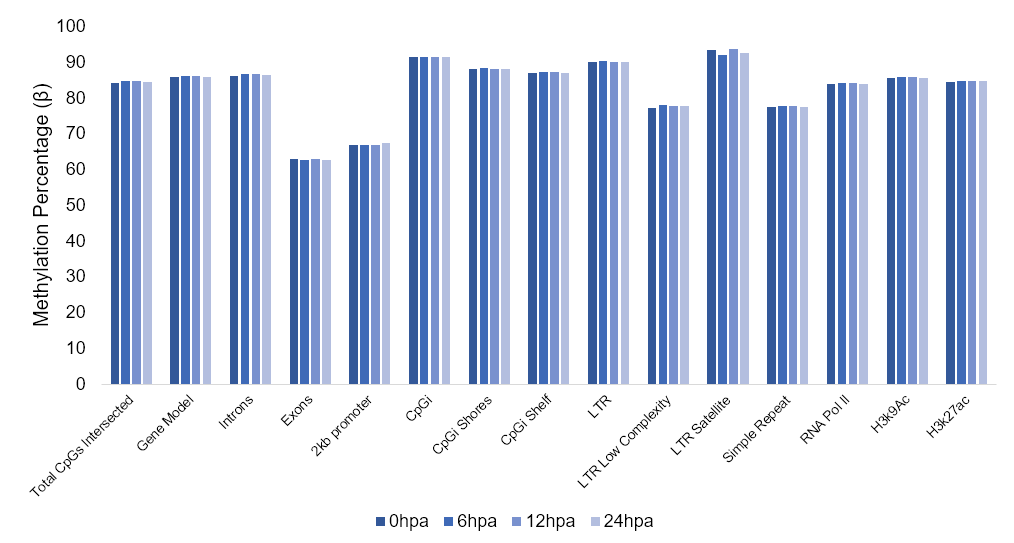 Methylation Percentage (β)
100
90
80
70
60
50
40
30
20
10
0
Total CpGs Intersected
Gene Model
Introns
Exons
2kb promoter
CpGi
CpGi Shores
CpGi Shelf
LTR
LTR Low Complexity
LTR Satellite
Simple Repeat
RNA Pol II
H3k9Ac
H3k27ac
0hpa 6hpa 12hpa 24hpa